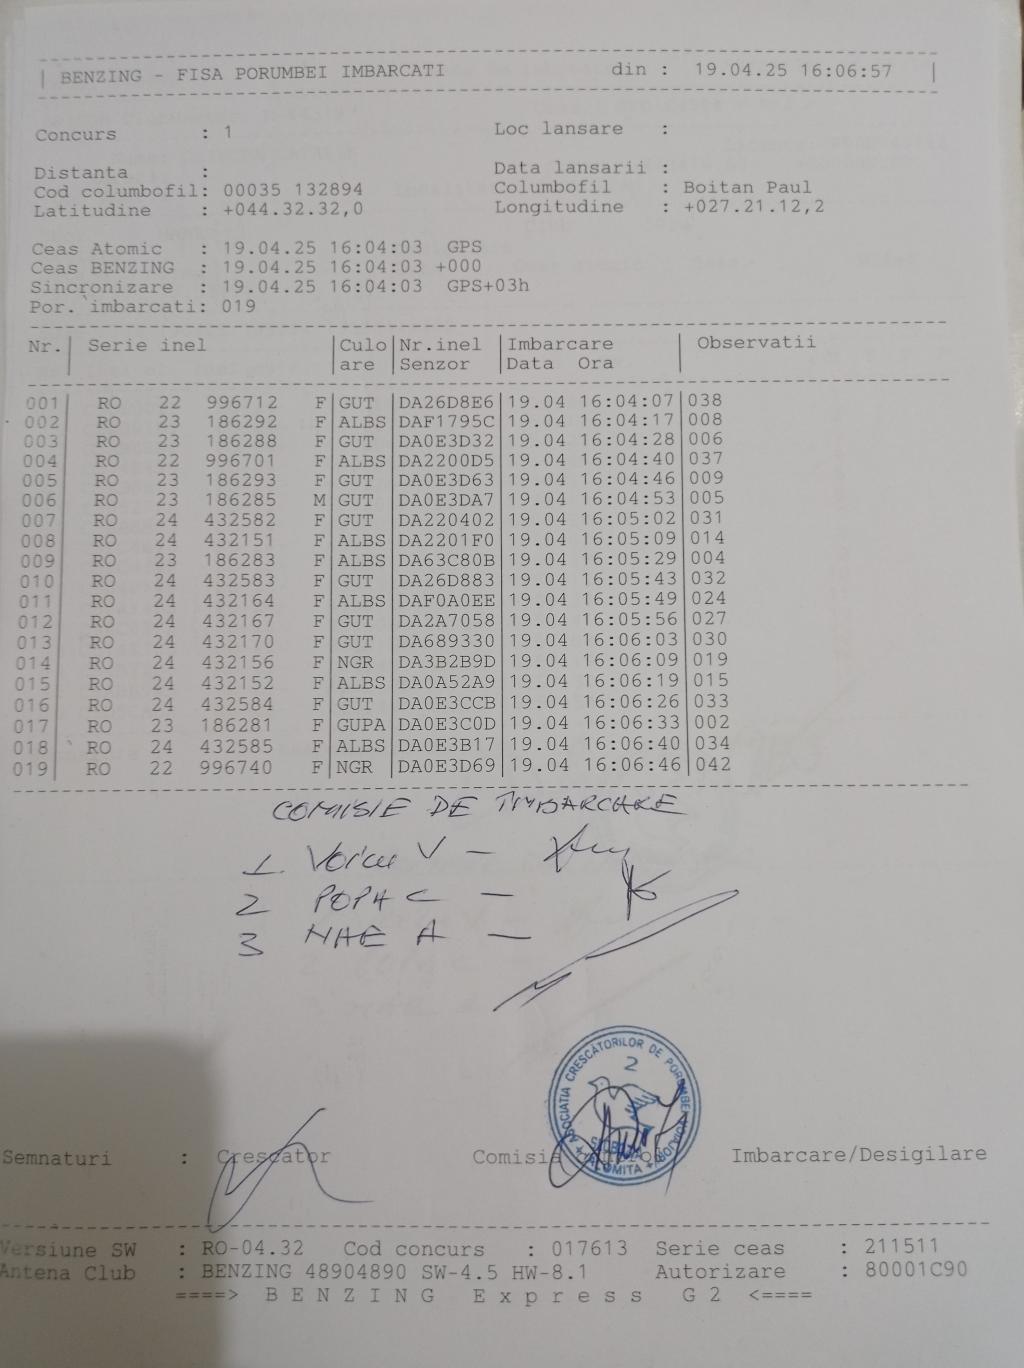 BENZING - FISA PORUMBEI IMBARCATI din : 19.04.25 16:06:57
Concurs : 1 Loc lansare :
Distanta : Data lansarii :
Cod columbofil: 00035 132894 Columbofil : Boitan Paul
Latitudine : +044.32.32,0 Longitudine : +027.21.12,2
Ceas Atomic : 19.04.25 16:04:03 GPS
Ceas BENZING : 19.04.25 16:04:03 +000
Sincronizare : 19.04.25 16:04:03 GPS+03h
Por. imbarcati: 019
Nr.| Serie inel |Culo|Nr.inel |Imbarcare | Observatii
| |are |Senzor |Data Ora |
001| RO 22 996712 F|GUT |DA26D8E6|19.04 16:04:07|038
002| RO 23 186292 F|ALBS|DAF1795C|19.04 16:04:17|008
003| RO 23 186288 F|GUT |DA0E3D32|19.04 16:04:28|006
004| RO 22 996701 F|ALBS|DA2200D5|19.04 16:04:40|037
005| RO 23 186293 F|GUT |DA0E3D63|19.04 16:04:46|009
006| RO 23 186285 M|GUT |DA0E3DA7|19.04 16:04:53|005
007| RO 24 432582 F|GUT |DA220402|19.04 16:05:02|031
008| RO 24 432151 F|ALBS|DA2201F0|19.04 16:05:09|014
009| RO 23 186283 F|ALBS|DA63C80B|19.04 16:05:29|004
010| RO 24 432583 F|GUT |DA26D883|19.04 16:05:43|032
011| RO 24 432164 F|ALBS|DAF0A0EE|19.04 16:05:49|024
012| RO 24 432167 F|GUT |DA2A7058|19.04 16:05:56|027
013| RO 24 432170 F|GUT |DA689330|19.04 16:06:03|030
014| RO 24 432156 F|NGR |DA3B2B9D|19.04 16:06:09|019
015| RO 24 432152 F|ALBS|DA0A52A9|19.04 16:06:19|015
016| RO 24 432584 F|GUT |DA0E3CCB|19.04 16:06:26|033
017| RO 23 186281 F|GUPA|DA0E3C0D|19.04 16:06:33|002
018| RO 24 432585 F|ALBS|DA0E3B17|19.04 16:06:40|034
019| RO 22 996740 F|NGR |DA0E3D69|19.04 16:06:46|042
COMISIE DE IMBARCARE
1. Voicu V -
2 POPA C -
3 NAE A -
ASOCIATIA CRESCĂTORILOR DE PORUMBEI VOIAJORI
2
SLOBOZIA
IALOMITA
Semnaturi : Crescator Comisia Imbarcare/Desigilare
Versiune SW : RO-04.32 Cod concurs : 017613 Serie ceas : 211511
Antena Club : BENZING 48904890 SW-4.5 HW-8.1 Autorizare : 80001C90
====> B E N Z I N G E x p r e s s G 2 <====